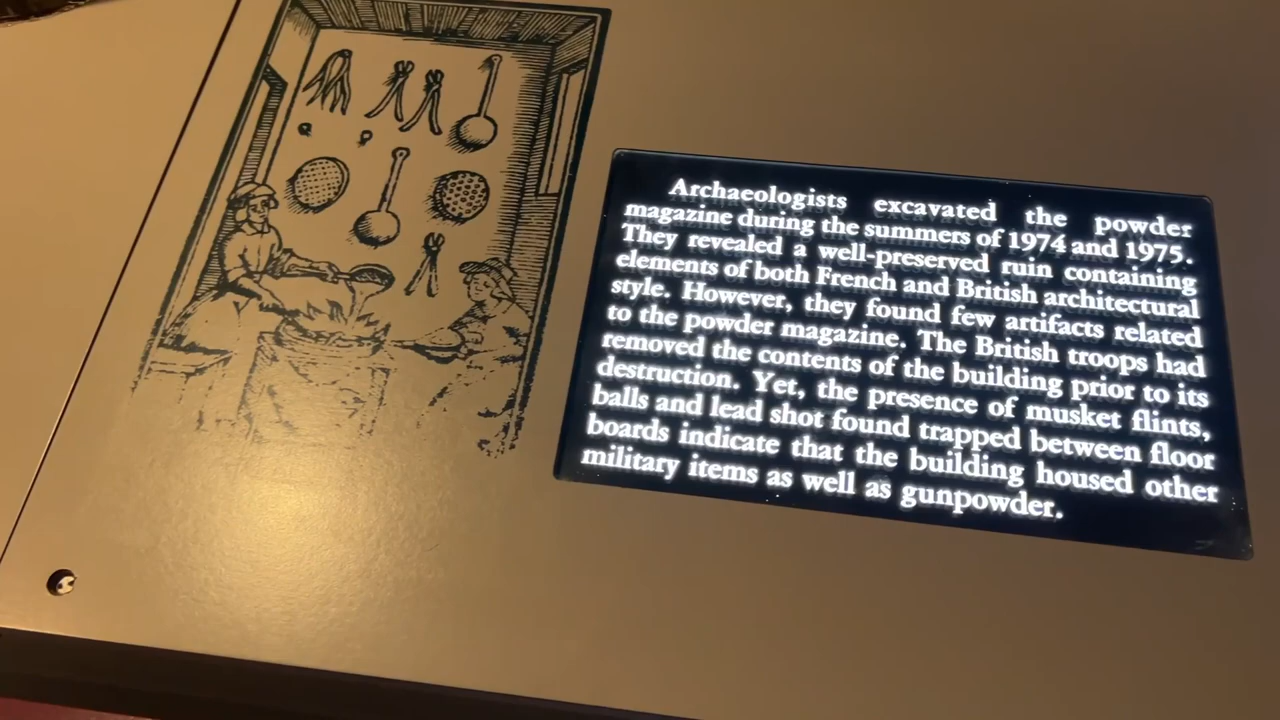 Archaeologists excavated the powder
magazine during the summers of 1974 and 1975.
They revealed a well-preserved ruin containing
elements of both French and British architectural
style. However, they found few artifacts related
to the powder magazine. The British troops had
removed the contents of the building prior to its
destruction. Yet, the presence of musket flints,
balls and lead shot found trapped between floor
boards indicate that the building housed other
military items as well as gunpowder.